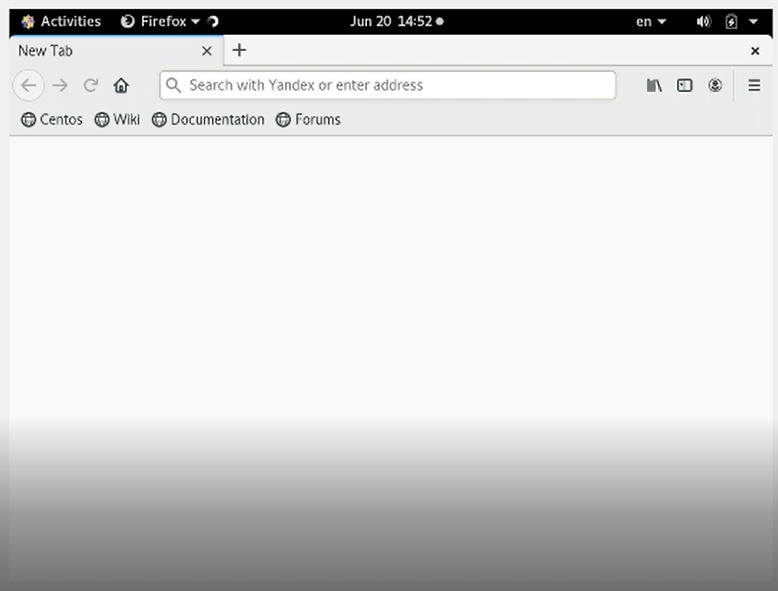 Activities Firefox Jun 20 14:52 en
New Tab
Search with Yandex or enter address
Centos Wiki Documentation Forums